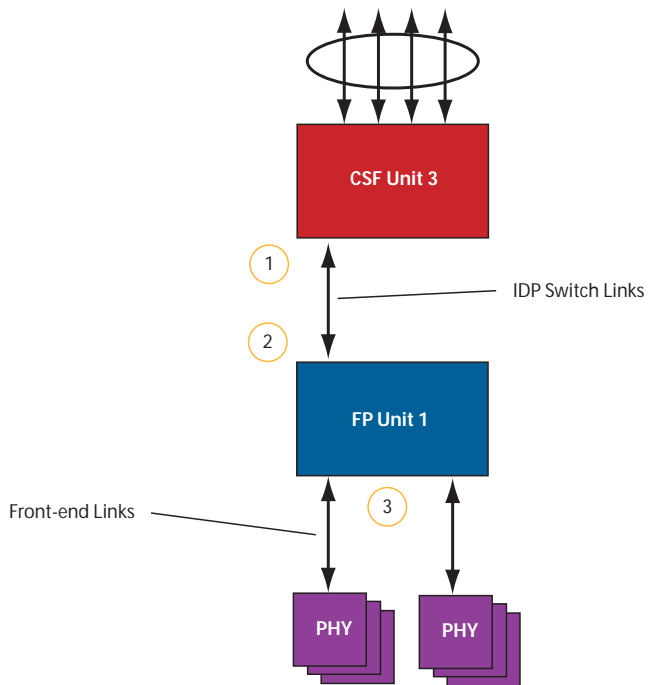 CSF Unit 3
1
IDP Switch Links
2
FP Unit 1
Front-end Links
3
PHY
PHY